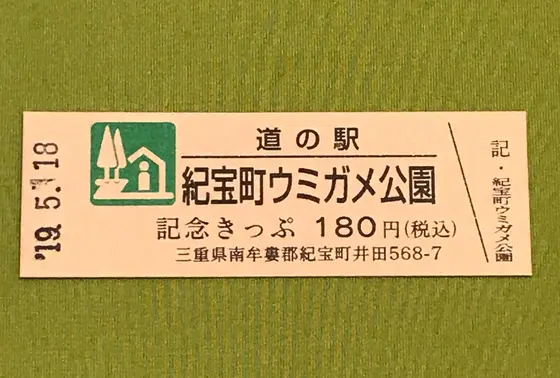 '19. 5. 18
道の駅
紀宝町ウミガメ公園
記念きっぷ 180円(税込)
三重県南牟婁郡紀宝町井田568-7
記・紀宝町ウミガメ公園